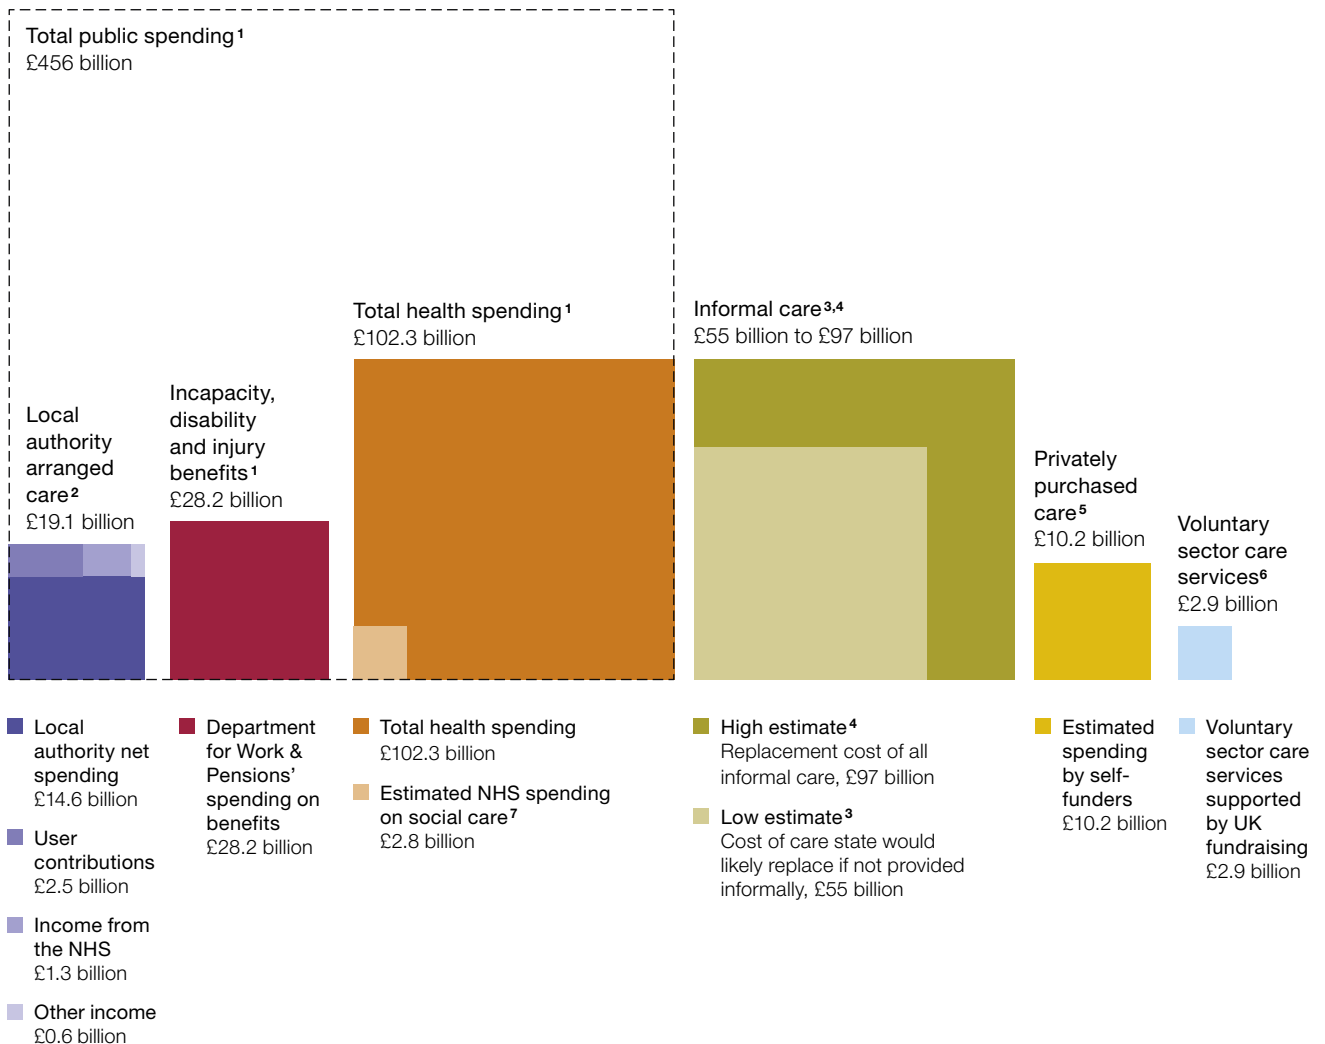 Total public spending¹
£456 billion
Total health spending¹
£102.3 billion
Informal care³,⁴
£55 billion to £97 billion
Local
authority
arranged
care²
£19.1 billion
Incapacity,
disability
and injury
benefits¹
£28.2 billion
Privately
purchased
care⁵
£10.2 billion
Voluntary
sector care
services⁶
£2.9 billion
Local
authority net
spending
£14.6 billion
User
contributions
£2.5 billion
Income from
the NHS
£1.3 billion
Other income
£0.6 billion
Department
for Work &
Pensions’
spending on
benefits
£28.2 billion
Total health spending
£102.3 billion
Estimated NHS spending
on social care⁷
£2.8 billion
High estimate⁴
Replacement cost of all
informal care, £97 billion
Low estimate³
Cost of care state would
likely replace if not provided
informally, £55 billion
Estimated
spending
by self-
funders
£10.2 billion
Voluntary
sector care
services
supported
by UK
fundraising
£2.9 billion